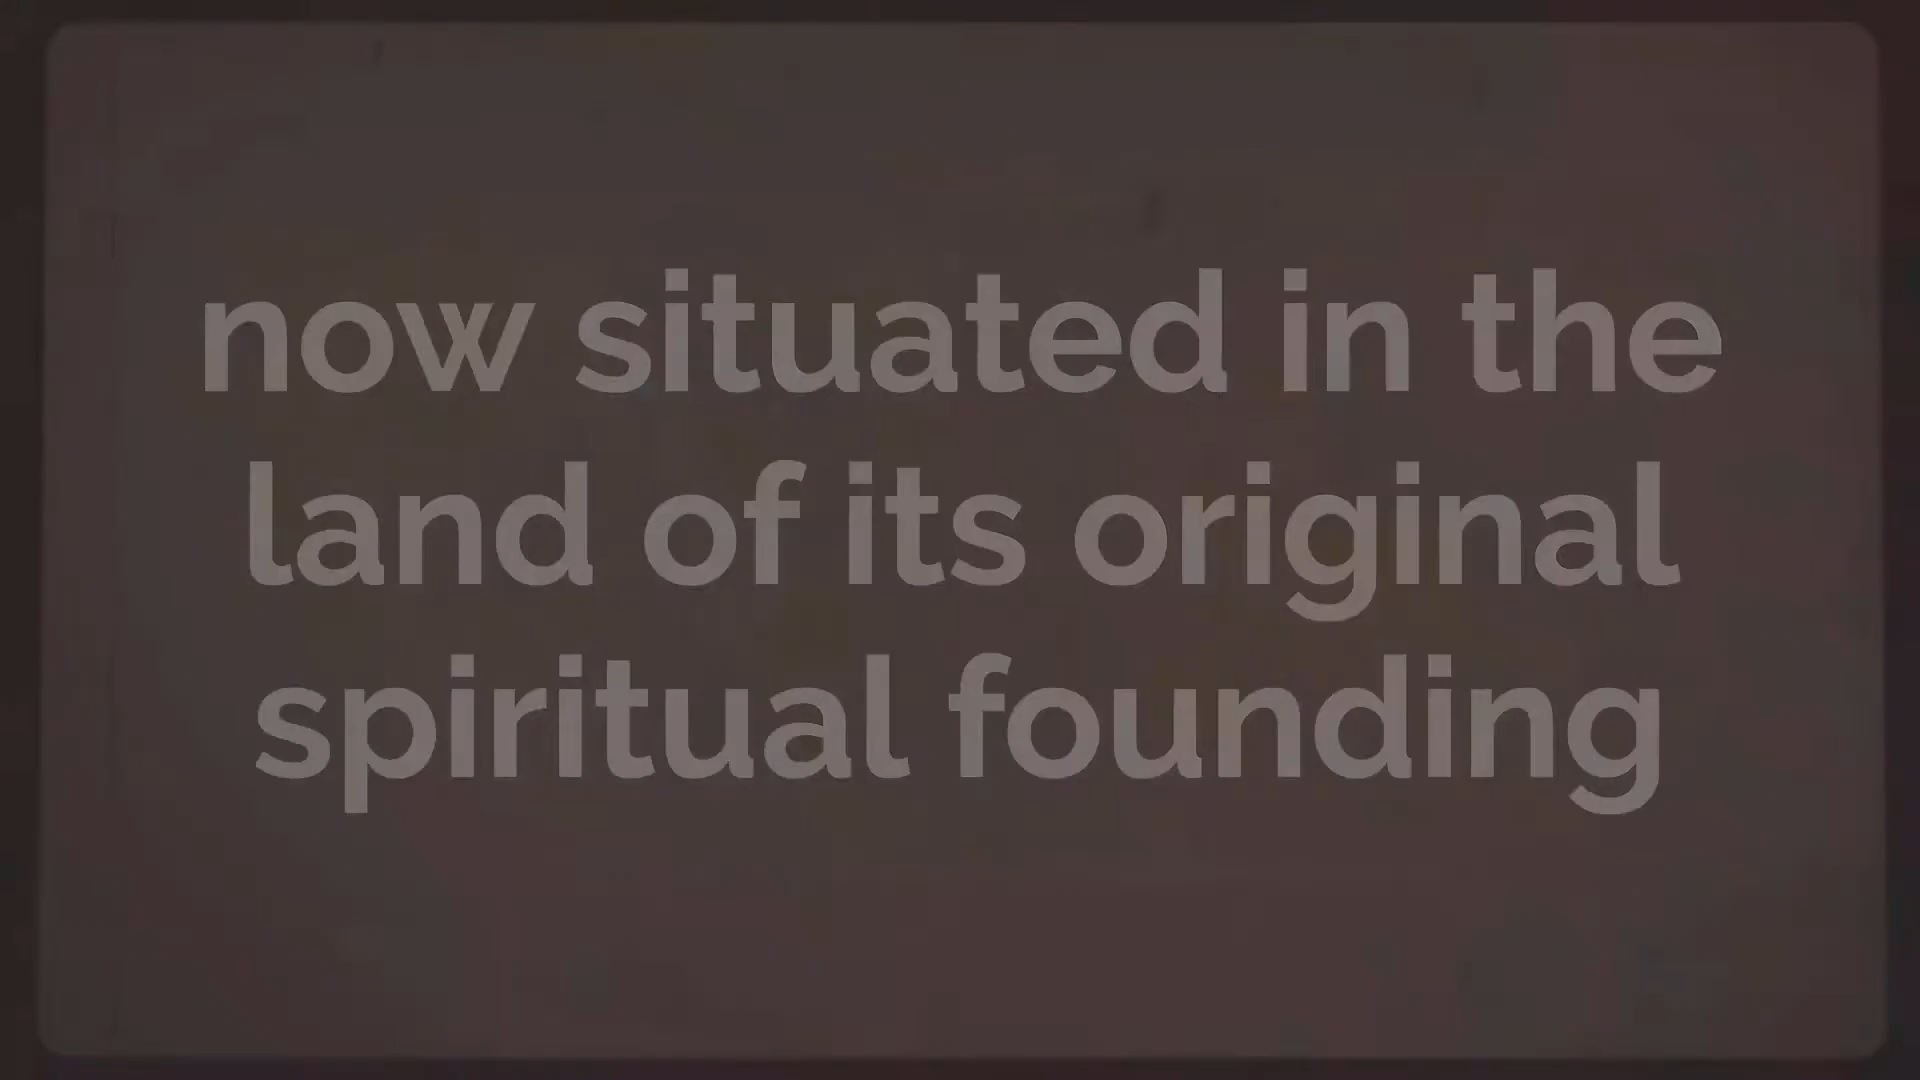 now situated in the
land of its original
spiritual founding